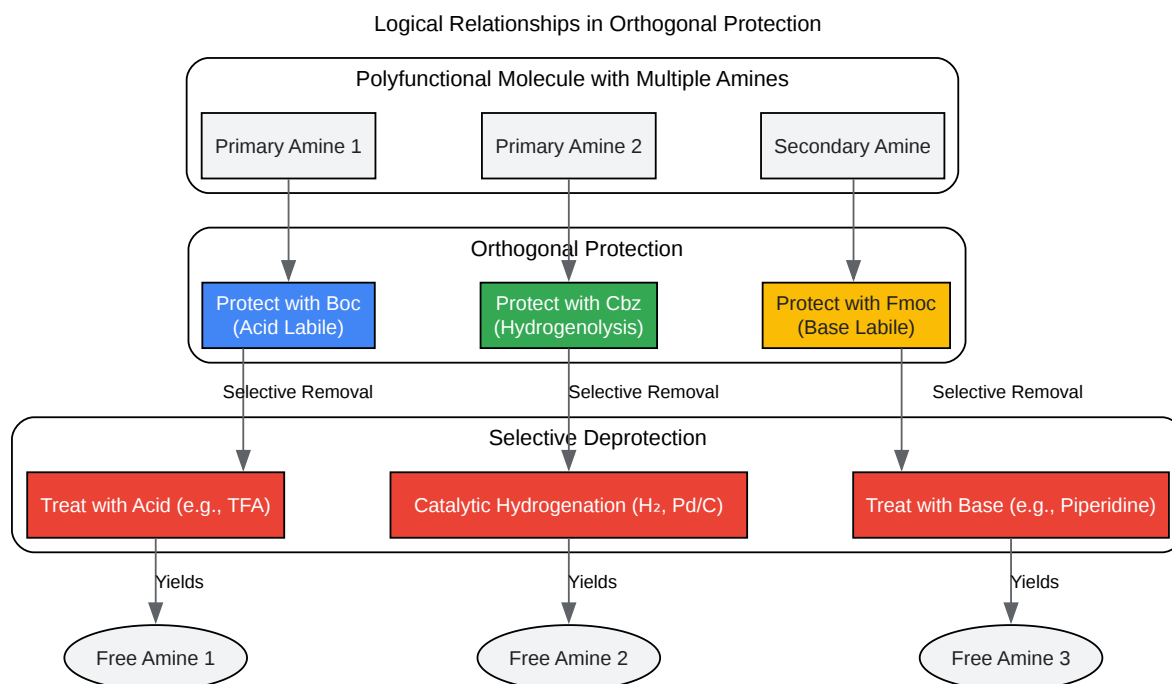 Logical Relationships in Orthogonal Protection
Polyfunctional Molecule with Multiple Amines
Primary Amine 1
Primary Amine 2
Secondary Amine
Orthogonal Protection
Protect with Boc
(Acid Labile)
Protect with Cbz
(Hydrogenolysis)
Protect with Fmoc
(Base Labile)
Selective Removal
Selective Removal
Selective Removal
Selective Deprotection
Treat with Acid (e.g., TFA)
Catalytic Hydrogenation (H₂, Pd/C)
Treat with Base (e.g., Piperidine)
Yields
Yields
Yields
Free Amine 1
Free Amine 2
Free Amine 3